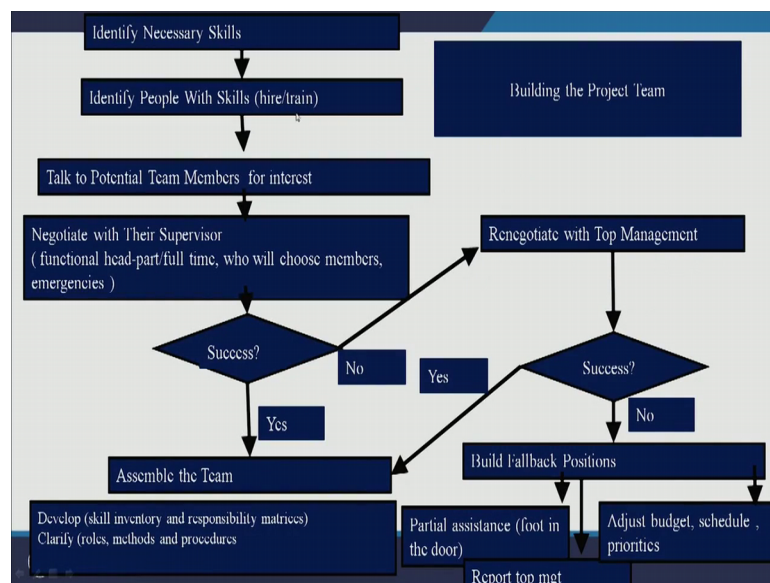 Identify Necessary Skills
Building the Project Team
Identify People With Skills (hire/train)
Talk to Potential Team Members for interest
Negotiate with Their Supervisor
( functional head-part/full time, who will choose members,
emergencies )
Renegotiate with Top Management
Success?
No
Yes
Success?
Yes
No
Assemble the Team
Build Fallback Positions
Develop (skill inventory and responsibility matrices)
Clarify (roles, methods and procedures
Partial assistance (foot in
the door)
Adjust budget, schedule ,
priorities
Report top mgt